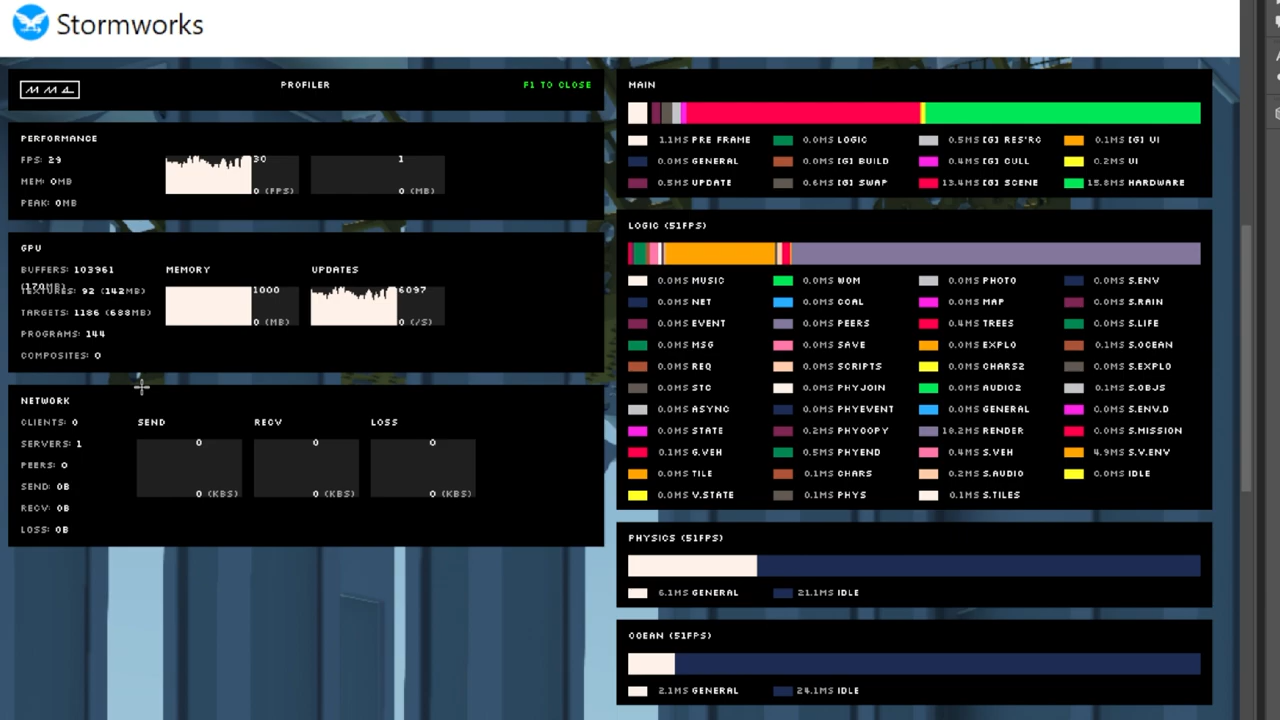 Stormworks
PROFILER
F1 TO CLOSE
PERFORMANCE
FPS: 29
30
1
MEM: 0MB
0 (FPS)
0 (MB)
PEAK: 0MB
GPU
BUFFERS: 103961
(170MB)
MEMORY
UPDATES
TEXTURES: 92 (142MB)
1000
6097
TARGETS: 1186 (688MB)
0 (MB)
0 (/S)
PROGRAMS: 144
COMPOSITES: 0
NETWORK
CLIENTS: 0
SEND
RECV
LOSS
SERVERS: 1
0
0
0
PEERS: 0
SEND: 0B
0 (KBS)
0 (KBS)
0 (KBS)
RECV: 0B
LOSS: 0B
MAIN
1.1MS PRE FRAME 0.0MS LOGIC 0.5MS [G] RES'RC 0.1MS [G] UI
0.0MS GENERAL 0.0MS [G] BUILD 0.4MS [G] CULL 0.2MS UI
0.5MS UPDATE 0.6MS [G] SWAP 13.4MS [G] SCENE 15.8MS HARDWARE
LOGIC (51FPS)
0.0MS MUSIC 0.0MS WOM 0.0MS PHOTO 0.0MS S.ENV
0.0MS NET 0.0MS COAL 0.0MS MAP 0.0MS S.RAIN
0.0MS EVENT 0.0MS PEERS 0.4MS TREES 0.0MS S.LIFE
0.0MS MSG 0.0MS SAVE 0.0MS EXPLO 0.1MS S.OCEAN
0.0MS REQ 0.0MS SCRIPTS 0.0MS CHARS2 0.0MS S.EXPLO
0.0MS STC 0.0MS PHYJOIN 0.0MS AUDIO2 0.1MS S.OBJS
0.0MS ASYNC 0.0MS PHYEVENT 0.0MS GENERAL 0.0MS S.ENV.D
0.0MS STATE 0.2MS PHYCOPY 18.2MS RENDER 0.0MS S.MISSION
0.1MS G.VEH 0.5MS PHYEND 0.4MS S.VEH 4.9MS S.V.ENV
0.0MS TILE 0.1MS CHARS 0.2MS S.AUDIO 0.0MS IDLE
0.0MS V.STATE 0.1MS PHYS 0.1MS S.TILES
PHYSICS (51FPS)
6.1MS GENERAL 21.1MS IDLE
OCEAN (51FPS)
2.1MS GENERAL 24.1MS IDLE